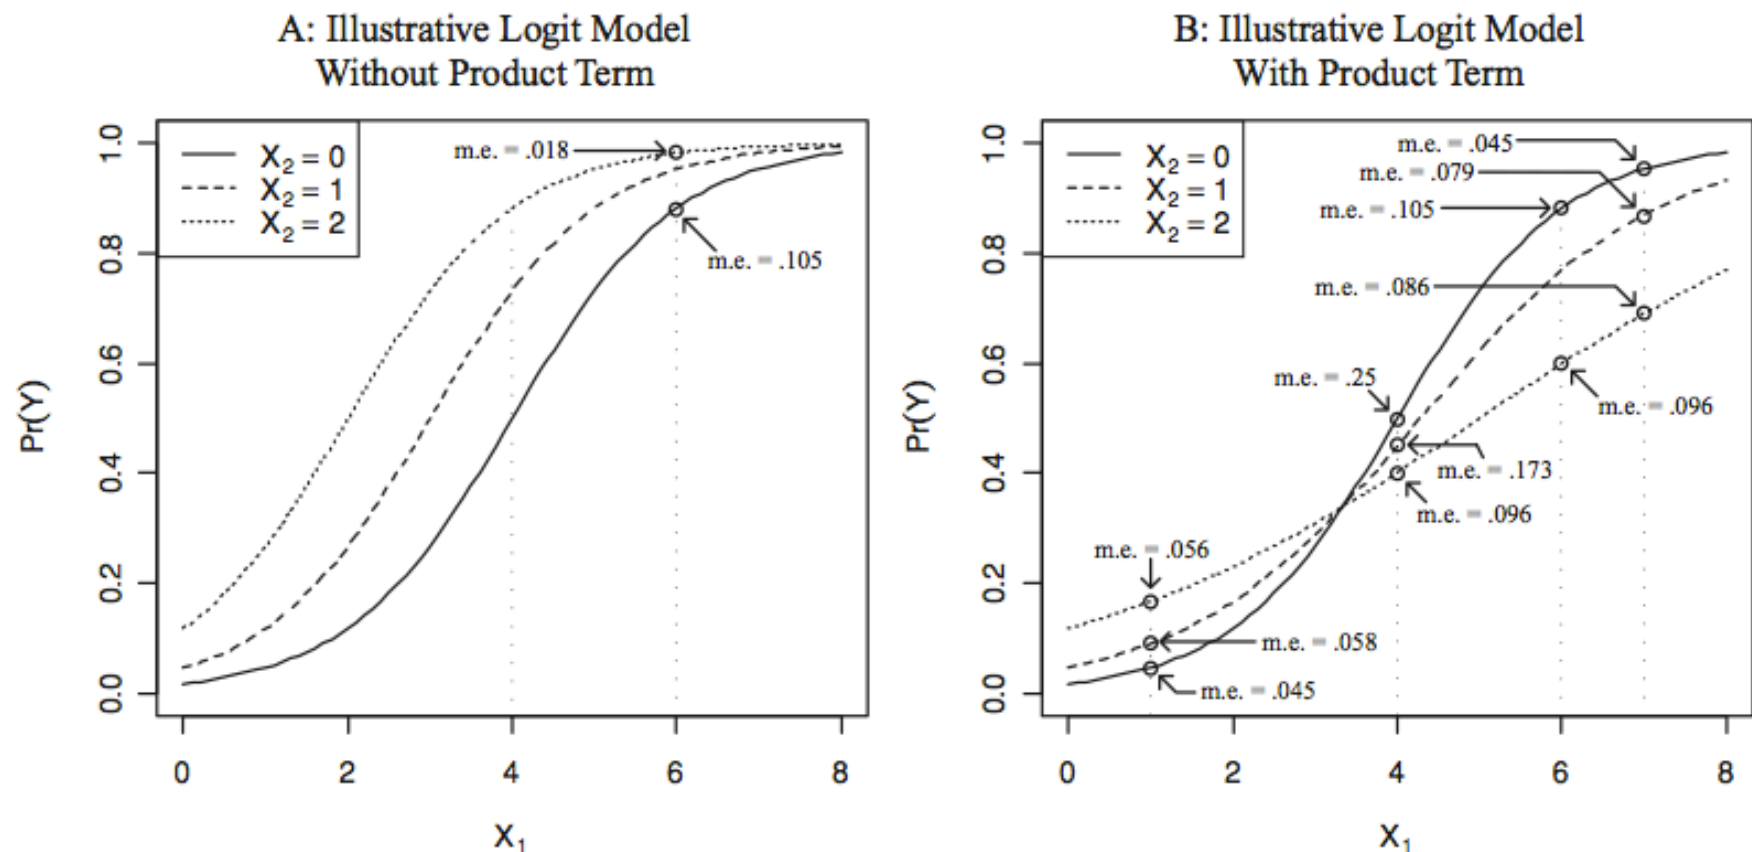 A: Illustrative Logit Model
Without Product Term
X2 = 0
X2 = 1
X2 = 2
m.e. = .018
m.e. = .105
Pr(Y)
1.0
0.8
0.6
0.4
0.2
0.0
0 2 4 6 8
X1
B: Illustrative Logit Model
With Product Term
X2 = 0
X2 = 1
X2 = 2
m.e. = .045
m.e. = .079
m.e. = .105
m.e. = .086
m.e. = .25
m.e. = .096
m.e. = .173
m.e. = .096
m.e. = .056
m.e. = .058
m.e. = .045
Pr(Y)
1.0
0.8
0.6
0.4
0.2
0.0
0 2 4 6 8
X1